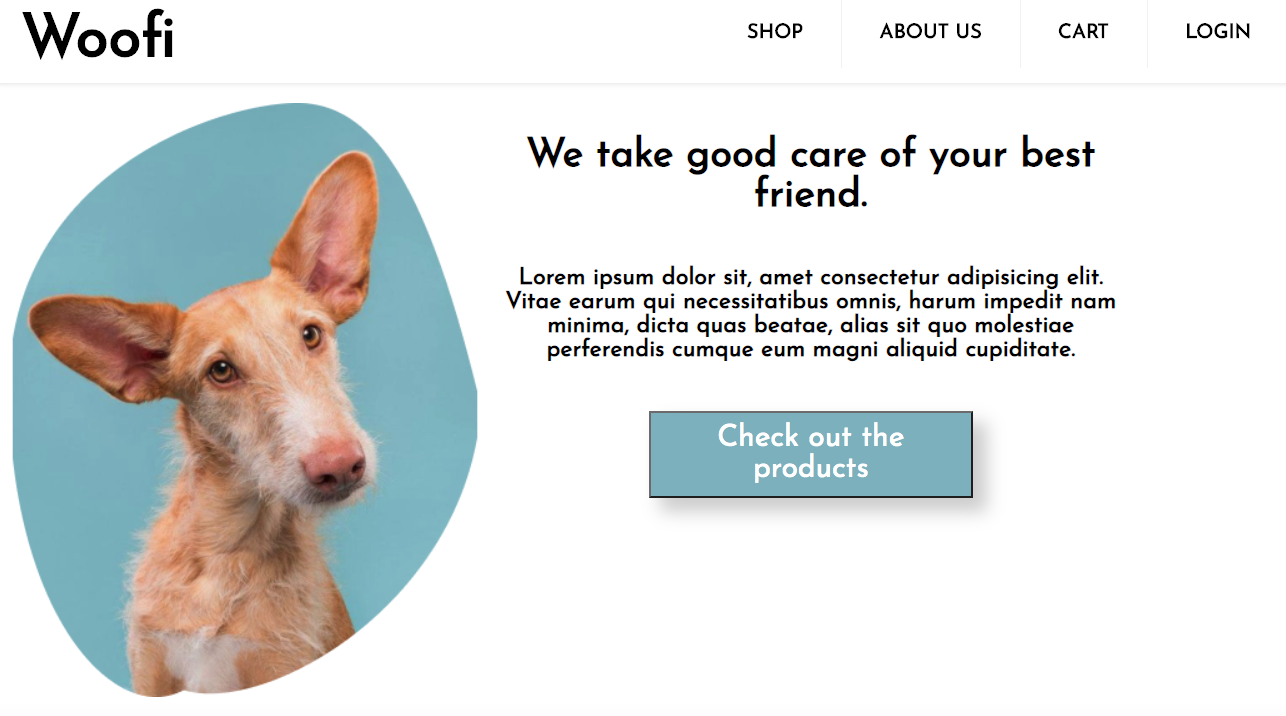 Woofi
SHOP
ABOUT US
CART
LOGIN
We take good care of your best
friend.
Lorem ipsum dolor sit, amet consectetur adipisicing elit.
Vitae earum qui necessitatibus omnis, harum impedit nam
minima, dicta quas beatae, alias sit quo molestiae
perferendis cumque eum magni aliquid cupiditate.
Check out the
products